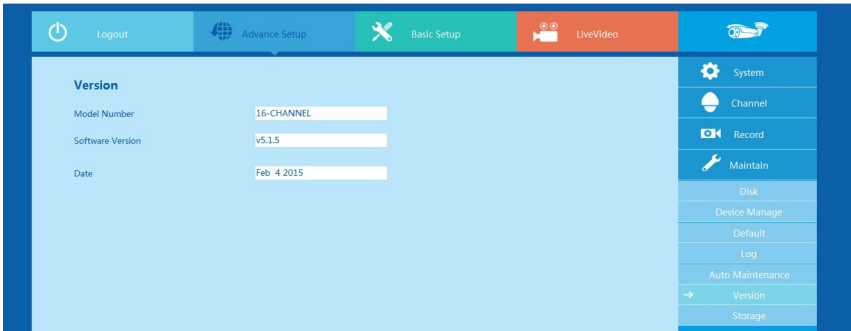 Logout
Advance Setup
Basic Setup
LiveVideo
Version
Model Number 16-CHANNEL
Software Version v5.1.5
Date Feb 4 2015
System
Channel
Record
Maintain
Disk
Device Manage
Default
Log
Auto Maintenance
Version
Storage